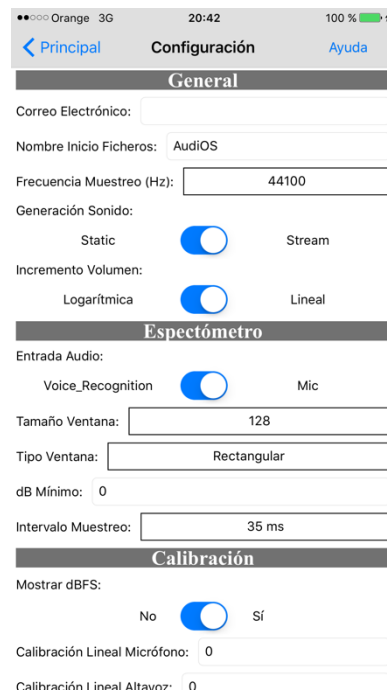 Orange 3G 20:42 100 %
Principal Configuración Ayuda
General
Correo Electrónico:
Nombre Inicio Ficheros: AudiOS
Frecuencia Muestreo (Hz): 44100
Generación Sonido:
Static Stream
Incremento Volumen:
Logarítmica Lineal
Espectómetro
Entrada Audio:
Voice_Recognition Mic
Tamaño Ventana: 128
Tipo Ventana: Rectangular
dB Mínimo: 0
Intervalo Muestreo: 35 ms
Calibración
Mostrar dBFS:
No Sí
Calibración Lineal Micrófono: 0
Calibración Lineal Altavoz: 0